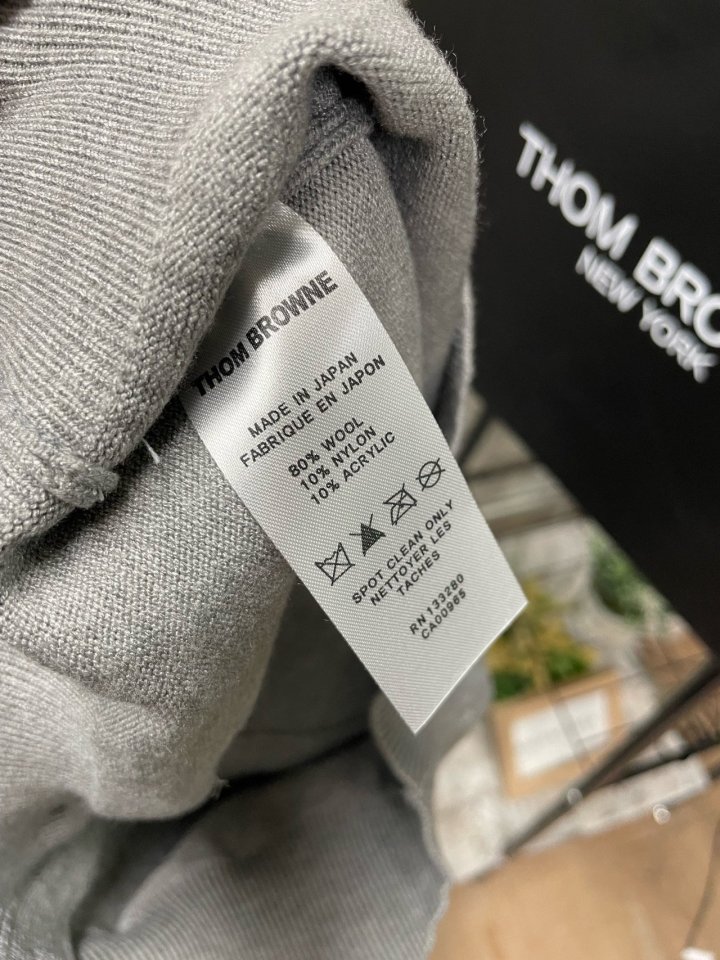 THOM BROWNE
MADE IN JAPAN
FABRIQUE EN JAPON
80% WOOL
10% NYLON
10% ACRYLIC
SPOT CLEAN ONLY
NETTOYER LES
TACHES
RN 133280
CA00965
THOM BRO
NEW YORK